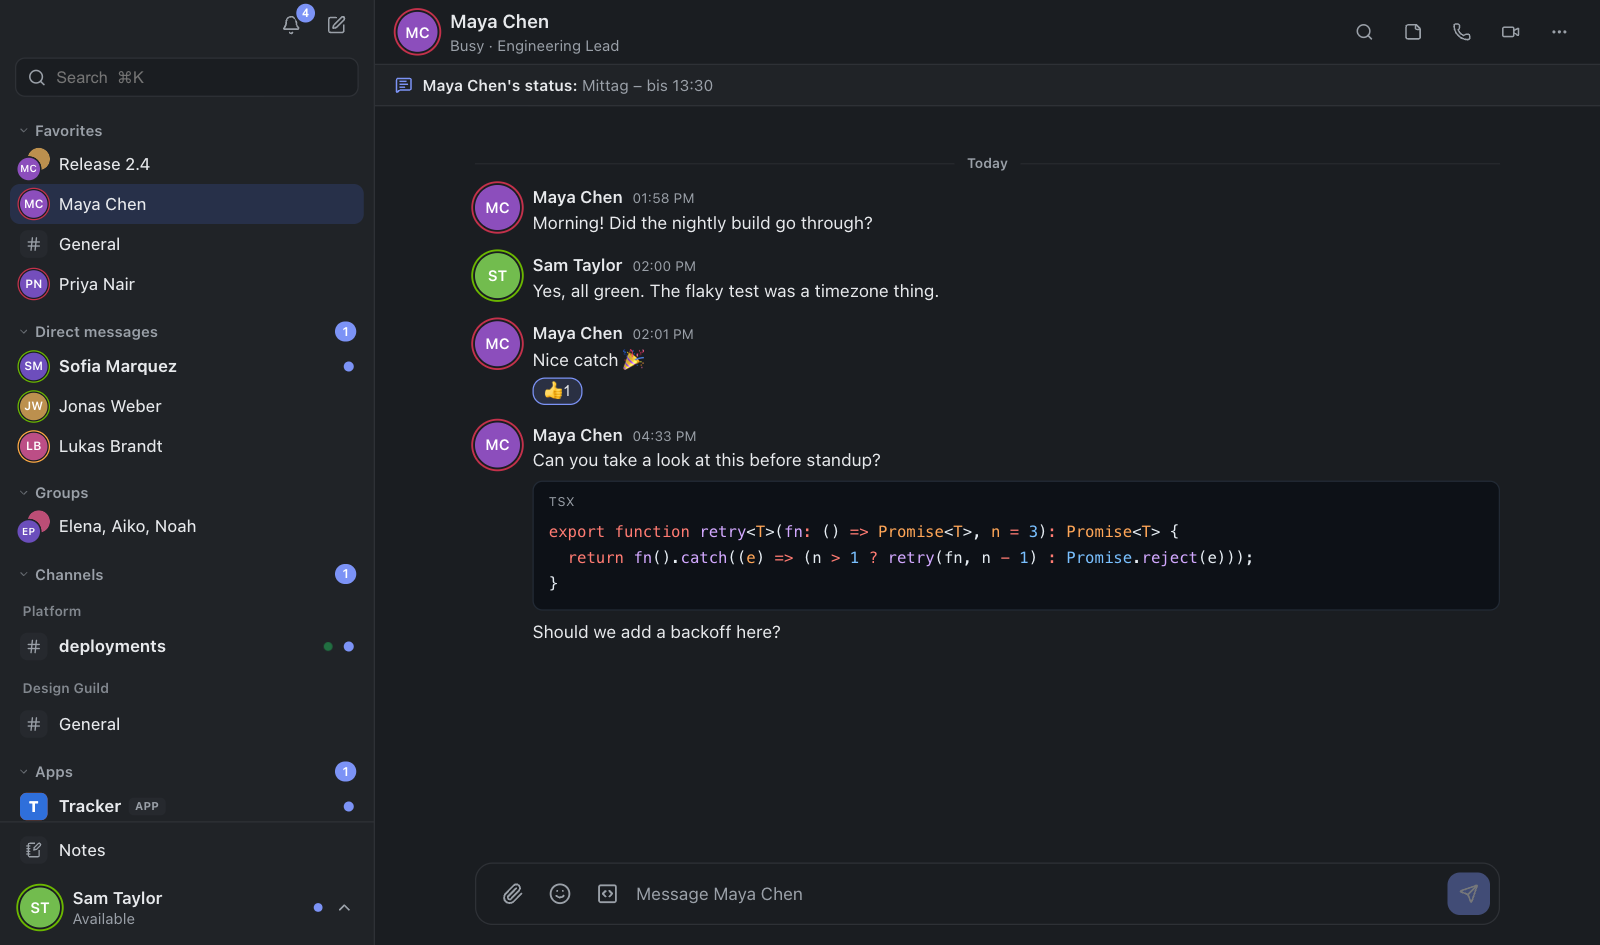 4
Search ⌘K
Favorites
MC
Release 2.4
MC
Maya Chen
# General
PN
Priya Nair
Direct messages 1
SM
Sofia Marquez
JW
Jonas Weber
LB
Lukas Brandt
Groups
EP
Elena, Aiko, Noah
Channels 1
Platform
# deployments
Design Guild
# General
Apps 1
T
Tracker APP
Notes
ST
Sam Taylor
Available
MC
Maya Chen
Busy · Engineering Lead
Maya Chen's status: Mittag – bis 13:30
Today
MC
Maya Chen 01:58 PM
Morning! Did the nightly build go through?
ST
Sam Taylor 02:00 PM
Yes, all green. The flaky test was a timezone thing.
MC
Maya Chen 02:01 PM
Nice catch 🎉
👍1
MC
Maya Chen 04:33 PM
Can you take a look at this before standup?
TSX
export function retry<T>(fn: () => Promise<T>, n = 3): Promise<T> {
  return fn().catch((e) => (n > 1 ? retry(fn, n − 1) : Promise.reject(e)));
}
Should we add a backoff here?
Message Maya Chen